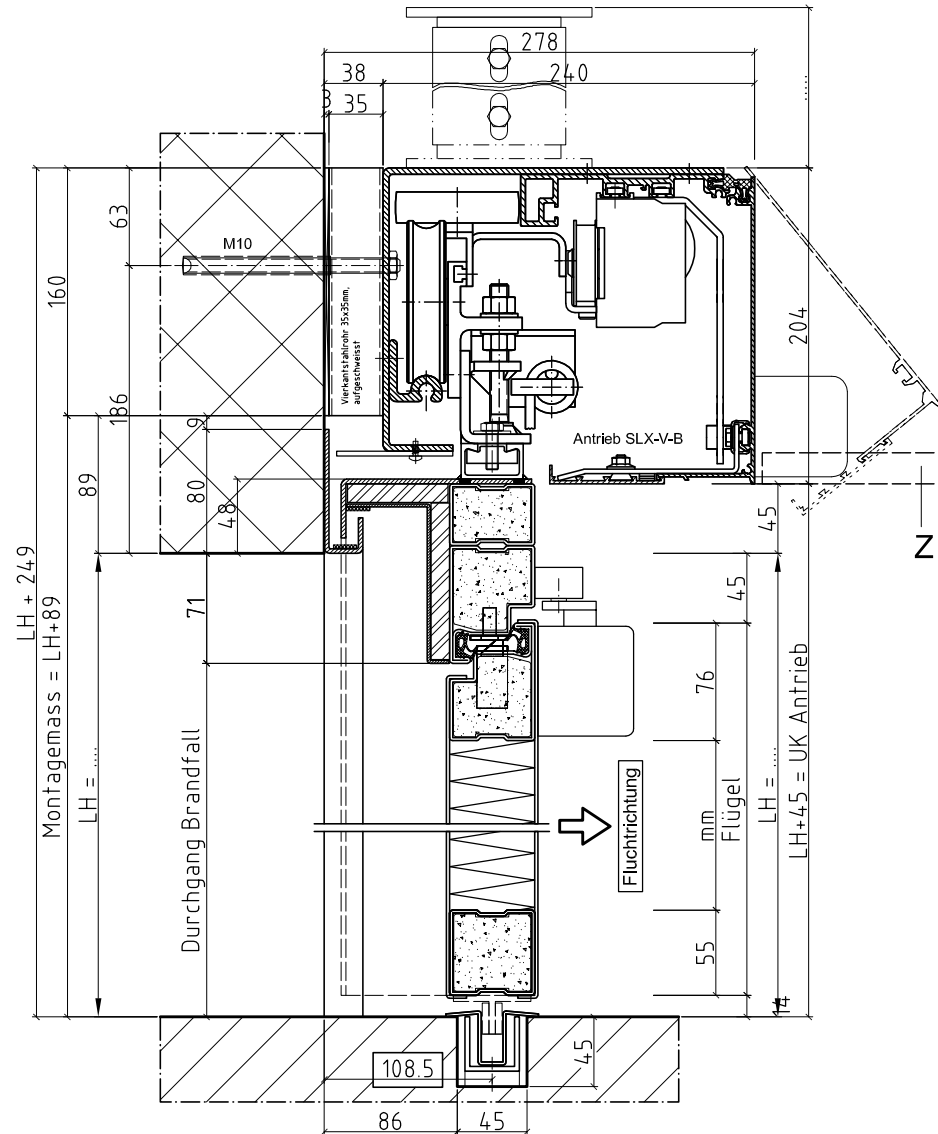 278
38
240
3
35
.....
63
M10
160
Vierkantstahlrohr 35x35mm,
aufgeschweisst
204
186
9
Antrieb SLX-V-B
89
80
48
45
Z
LH + 249
Montagemass = LH+89
LH = .....
71
45
76
Durchgang Brandfall
Fluchtrichtung
mm
Flügel
LH = .....
LH+45 = UK Antrieb
55
14
108.5
45
86
45